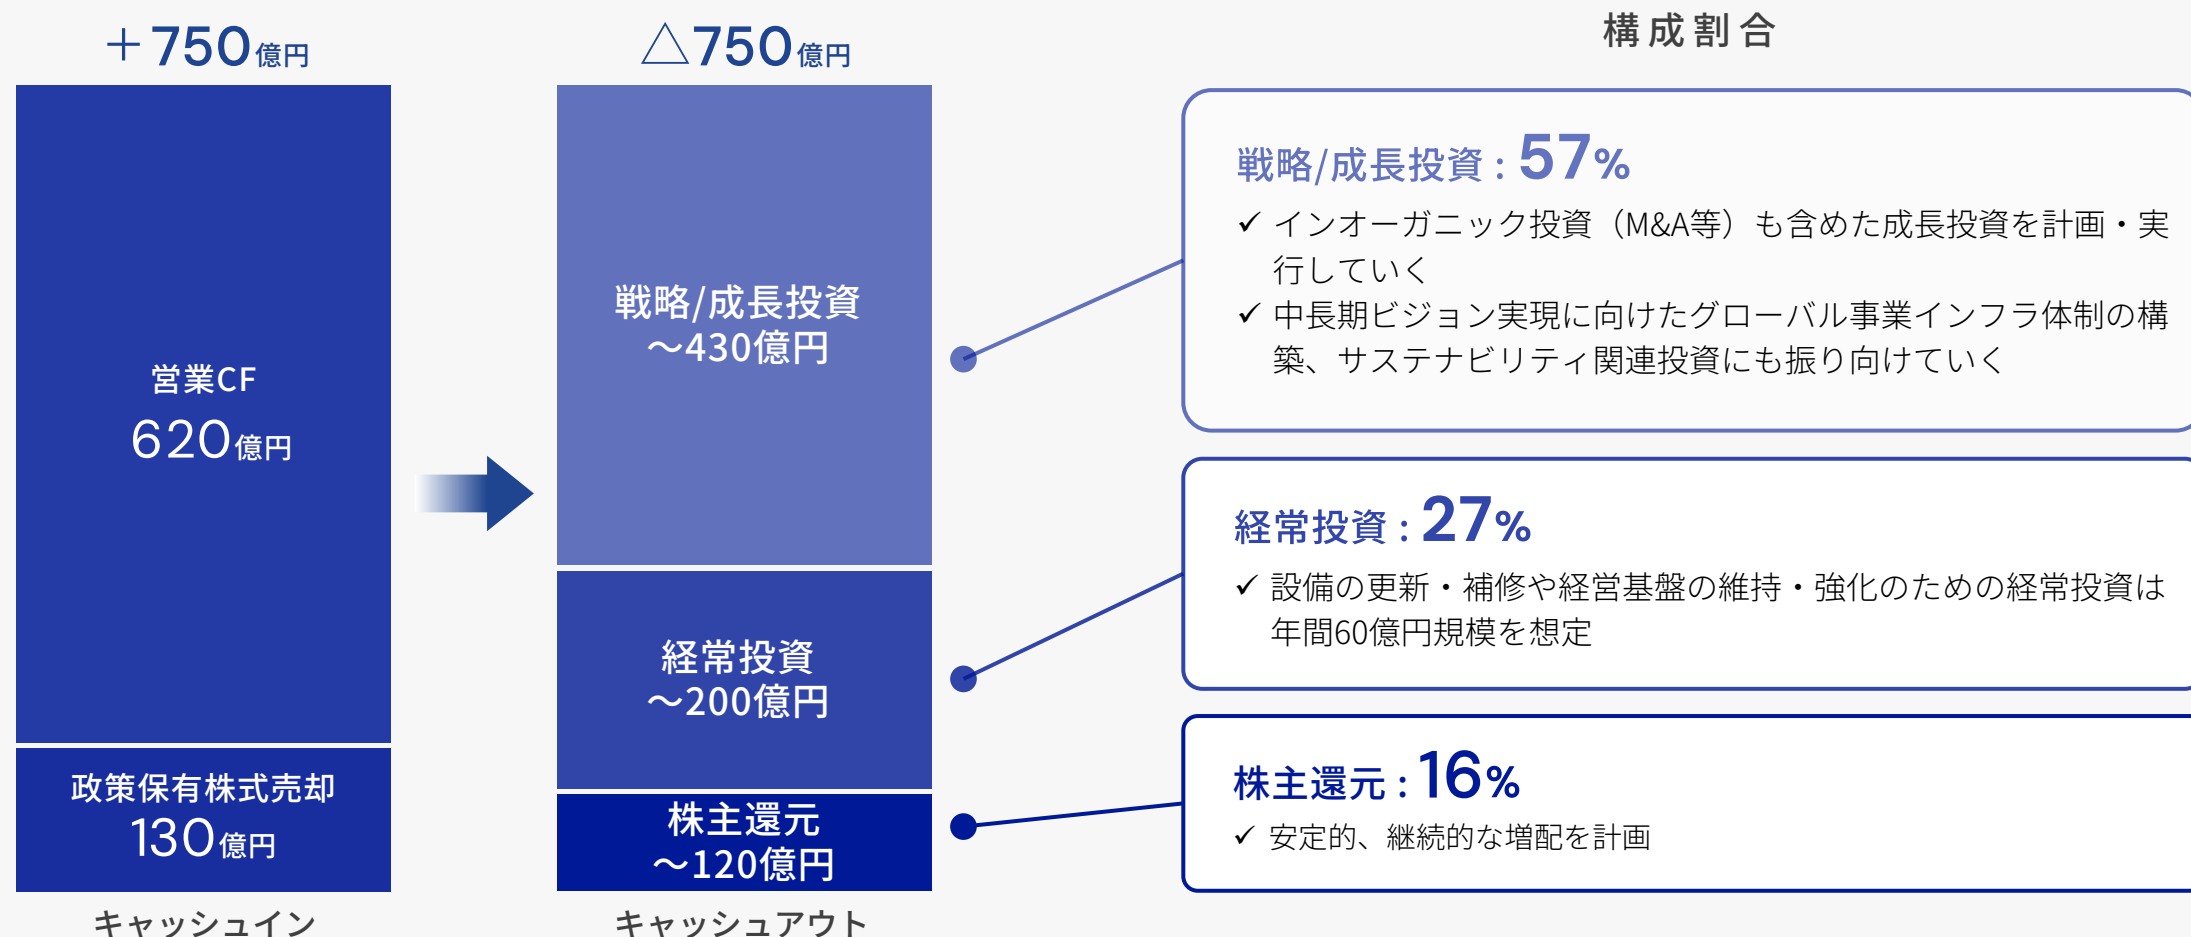 ＋750億円
営業CF
620億円
政策保有株式売却
130億円
キャッシュイン
△750億円
戦略/成長投資
～430億円
経常投資
～200億円
株主還元
～120億円
キャッシュアウト
構成割合
戦略/成長投資 : 57%
✓ インオーガニック投資（M&A等）も含めた成長投資を計画・実
行していく
✓ 中長期ビジョン実現に向けたグローバル事業インフラ体制の構
築、サステナビリティ関連投資にも振り向けていく
経常投資 : 27%
✓ 設備の更新・補修や経営基盤の維持・強化のための経常投資は
年間60億円規模を想定
株主還元 : 16%
✓ 安定的、継続的な増配を計画